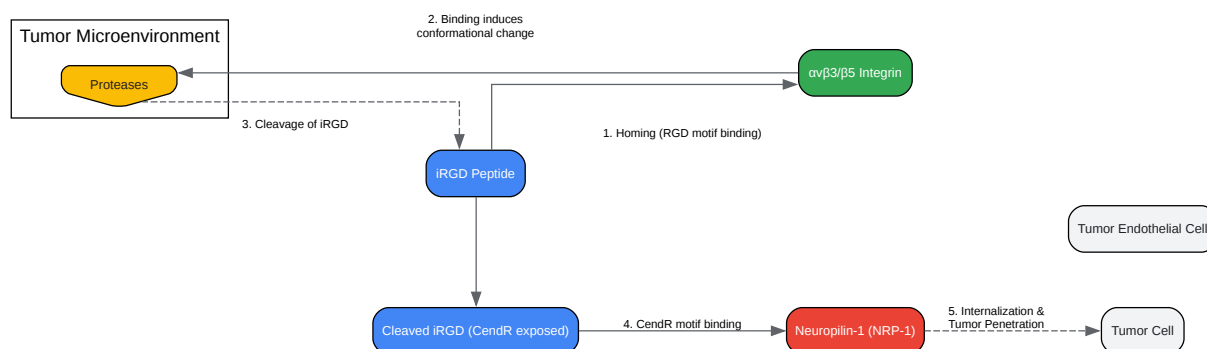 2. Binding induces
conformational change
Tumor Microenvironment
Proteases
αvβ3/β5 Integrin
3. Cleavage of iRGD
1. Homing (RGD motif binding)
iRGD Peptide
Tumor Endothelial Cell
Cleaved iRGD (CendR exposed)
4. CendR motif binding
Neuropilin-1 (NRP-1)
5. Internalization &
Tumor Penetration
Tumor Cell